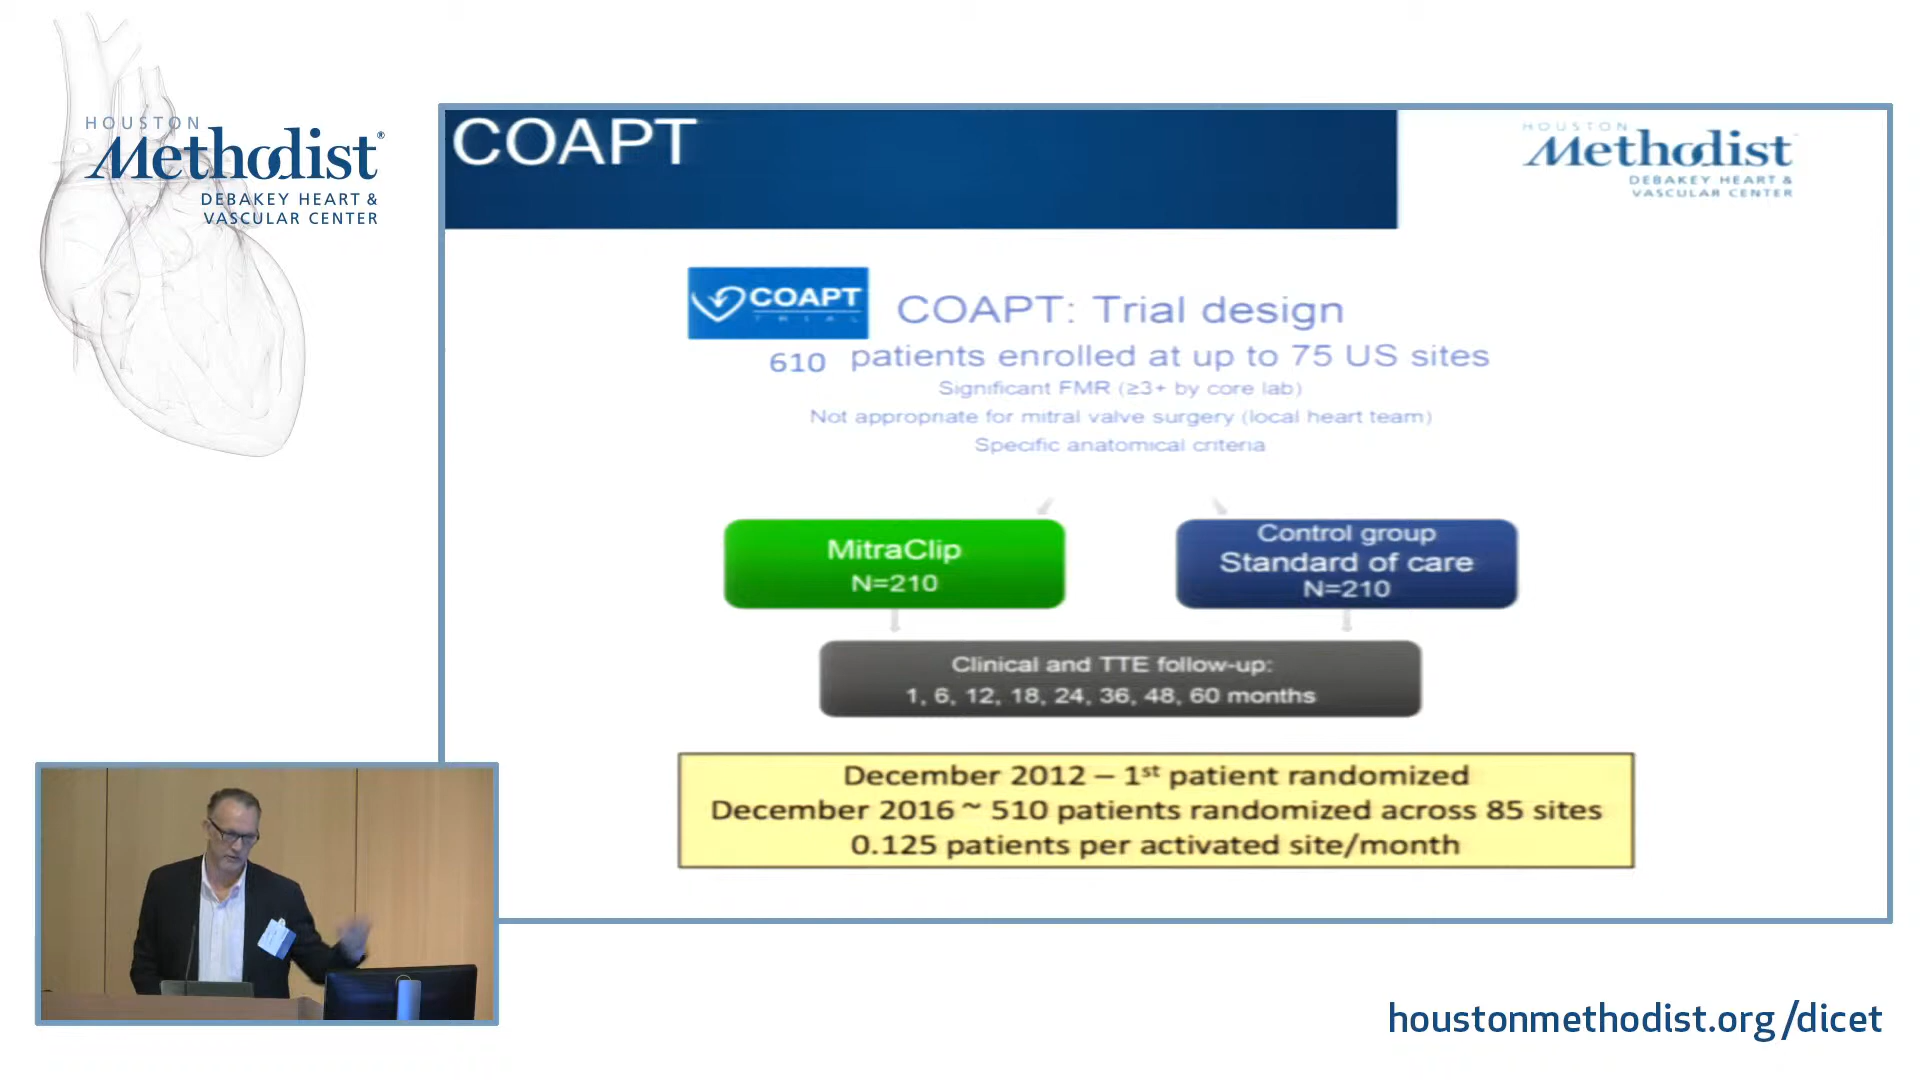 HOUSTON
Methodist®
DEBAKEY HEART &
VASCULAR CENTER
COAPT
HOUSTON
Methodist
DEBAKEY HEART &
VASCULAR CENTER
COAPT
TRIAL
COAPT: Trial design
610 patients enrolled at up to 75 US sites
Significant FMR (≥3+ by core lab)
Not appropriate for mitral valve surgery (local heart team)
Specific anatomical criteria
MitraClip
N=210
Control group
Standard of care
N=210
Clinical and TTE follow-up:
1, 6, 12, 18, 24, 36, 48, 60 months
December 2012 – 1st patient randomized
December 2016 ~ 510 patients randomized across 85 sites
0.125 patients per activated site/month
houstonmethodist.org/dicet